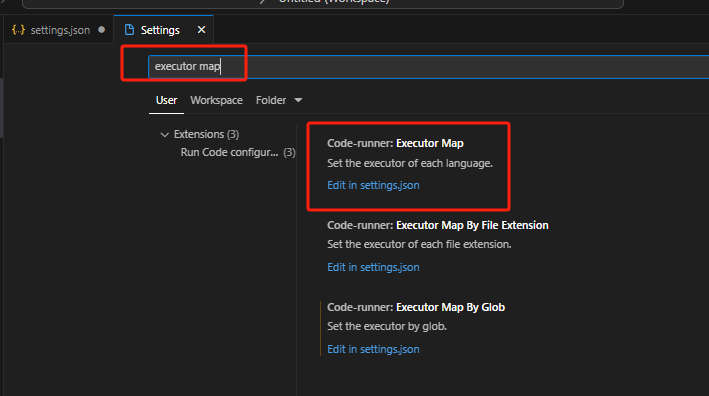 Untitled (Workspace)
{..} settings.json
Settings
executor map
User Workspace Folder
Extensions (3)
Run Code configur... (3)
Code-runner: Executor Map
Set the executor of each language.
Edit in settings.json
Code-runner: Executor Map By File Extension
Set the executor of each file extension.
Edit in settings.json
Code-runner: Executor Map By Glob
Set the executor by glob.
Edit in settings.json